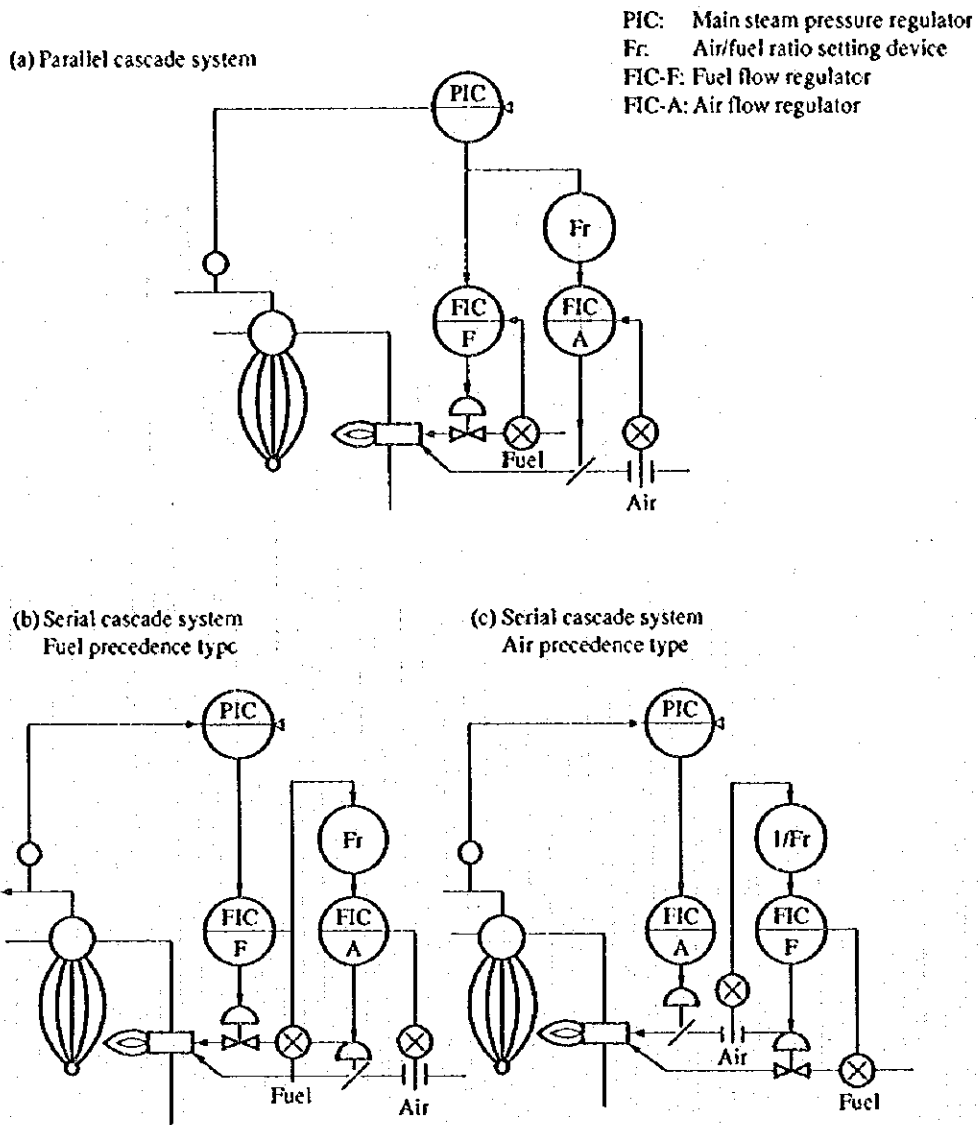 PIC: Main steam pressure regulator
Fr: Air/fuel ratio setting device
FIC-F: Fuel flow regulator
FIC-A: Air flow regulator
(a) Parallel cascade system
PIC
Fr
FIC
F
FIC
A
Fuel
Air
(b) Serial cascade system
Fuel precedence type
PIC
Fr
FIC
F
FIC
A
Fuel
Air
(c) Serial cascade system
Air precedence type
PIC
1/Fr
FIC
A
FIC
F
Air
Fuel